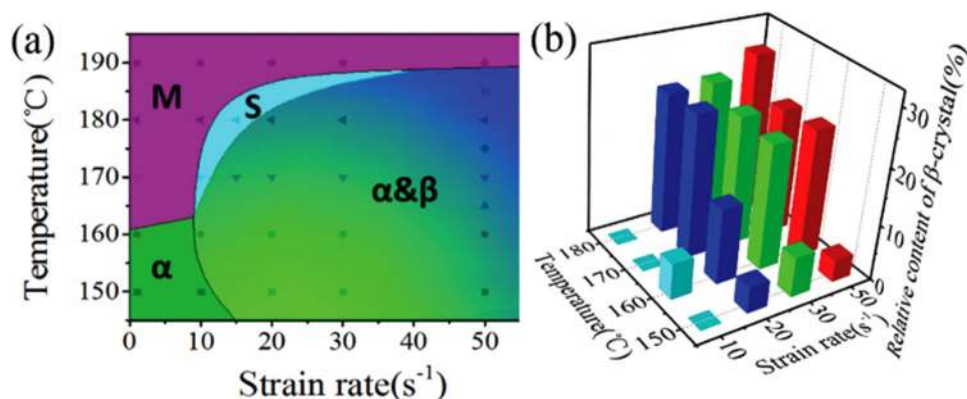 (a)
190
180
170
160
150
Temperature(℃)
M
S
α&β
α
0
10
20
30
40
50
Strain rate(s⁻¹)
(b)
30
20
10
0
Relative content of β-crystal(%)
180
170
160
150
Temperature(℃)
10
20
30
50
Strain rate(s⁻¹)